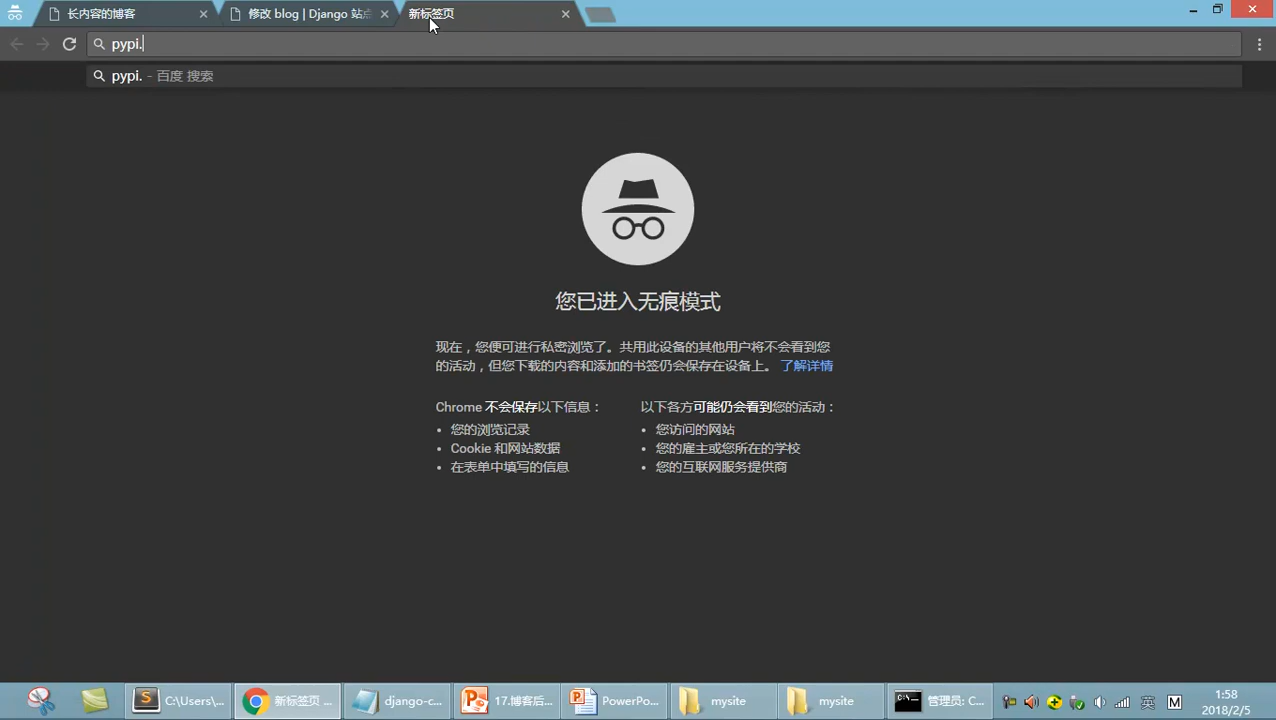 长内容的博客
修改 blog | Django 站点
新标签页
pypi.
pypi. - 百度 搜索
您已进入无痕模式
现在，您便可进行私密浏览了。共用此设备的其他用户将不会看到您
的活动，但您下载的内容和添加的书签仍会保存在设备上。 了解详情
Chrome 不会保存以下信息：
• 您的浏览记录
• Cookie 和网站数据
• 在表单中填写的信息
以下各方可能仍会看到您的活动：
• 您访问的网站
• 您的雇主或您所在的学校
• 您的互联网服务提供商
C:\Users\...
新标签页 ...
django-c...
17.博客后...
PowerPo...
mysite
mysite
管理员: C...
英
M
1:58
2018/2/5